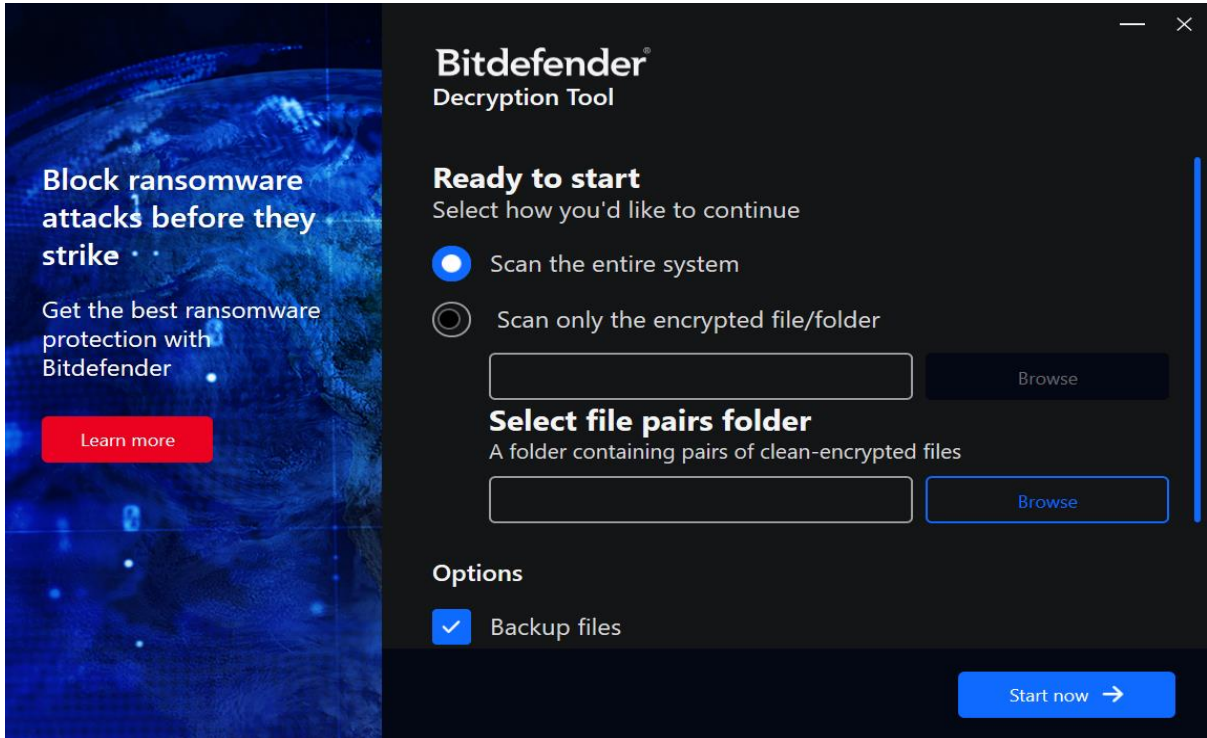 Block ransomware
attacks before they
strike
Get the best ransomware
protection with
Bitdefender
Learn more
Bitdefender®
Decryption Tool
Ready to start
Select how you'd like to continue
Scan the entire system
Scan only the encrypted file/folder
Browse
Select file pairs folder
A folder containing pairs of clean-encrypted files
Browse
Options
Backup files
Start now